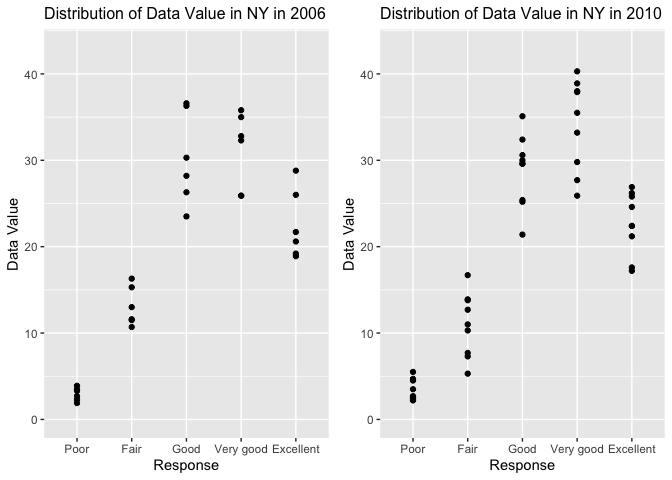 Distribution of Data Value in NY in 2006
40
30
20
10
0
Data Value
Poor Fair Good Very good Excellent
Response
Distribution of Data Value in NY in 2010
40
30
20
10
0
Data Value
Poor Fair Good Very good Excellent
Response